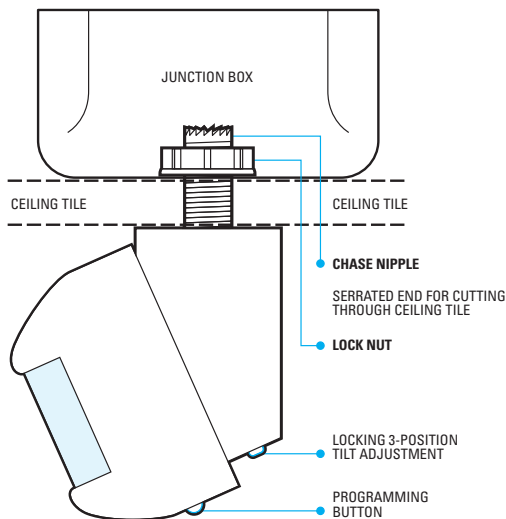 JUNCTION BOX
CEILING TILE
CEILING TILE
CHASE NIPPLE
SERRATED END FOR CUTTING
THROUGH CEILING TILE
LOCK NUT
LOCKING 3-POSITION
TILT ADJUSTMENT
PROGRAMMING
BUTTON